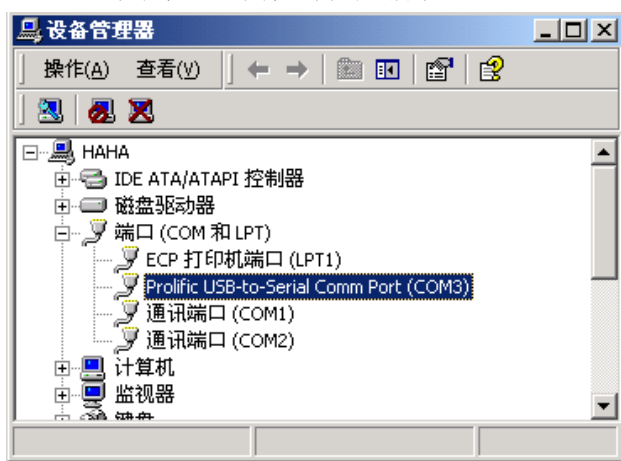 设备管理器
操作(A) 查看(V)
HAHA
IDE ATA/ATAPI 控制器
磁盘驱动器
端口 (COM 和 LPT)
ECP 打印机端口 (LPT1)
Prolific USB-to-Serial Comm Port (COM3)
通讯端口 (COM1)
通讯端口 (COM2)
计算机
监视器